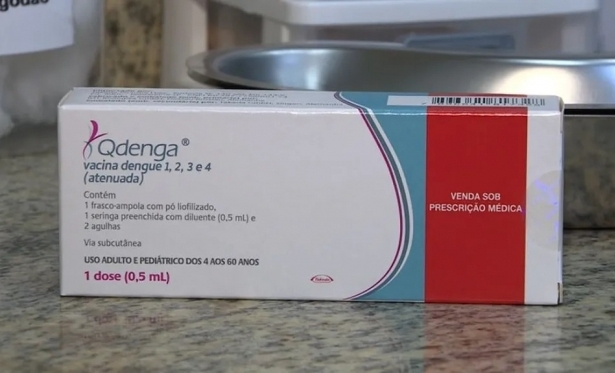 Qdenga®
vacina dengue 1, 2, 3 e 4
(atenuada)
Contém
1 frasco-ampola com pó liofilizado,
1 seringa preenchida com diluente (0,5 mL) e
2 agulhas
Via subcutânea
USO ADULTO E PEDIÁTRICO DOS 4 AOS 60 ANOS
1 dose (0,5 mL)
Takeda
VENDA SOB
PRESCRIÇÃO MÉDICA